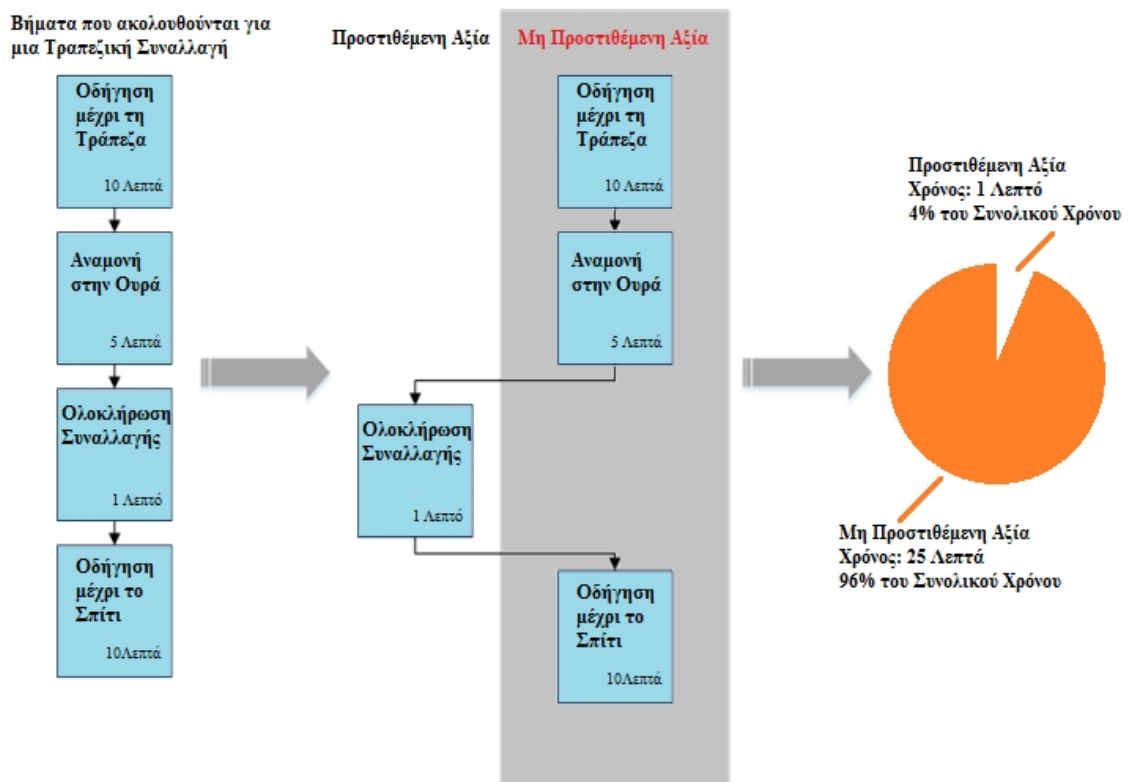 Βήματα που ακολουθούνται για
μια Τραπεζική Συναλλαγή
Οδήγηση
μέχρι τη
Τράπεζα
10 Λεπτά
Αναμονή
στην Ουρά
5 Λεπτά
Ολοκλήρωση
Συναλλαγής
1 Λεπτό
Οδήγηση
μέχρι το
Σπίτι
10Λεπτά
Προστιθέμενη Αξία
Μη Προστιθέμενη Αξία
Οδήγηση
μέχρι τη
Τράπεζα
10 Λεπτά
Αναμονή
στην Ουρά
5 Λεπτά
Ολοκλήρωση
Συναλλαγής
1 Λεπτό
Οδήγηση
μέχρι το
Σπίτι
10Λεπτά
Προστιθέμενη Αξία
Χρόνος: 1 Λεπτό
4% του Συνολικού Χρόνου
Μη Προστιθέμενη Αξία
Χρόνος: 25 Λεπτά
96% του Συνολικού Χρόνου